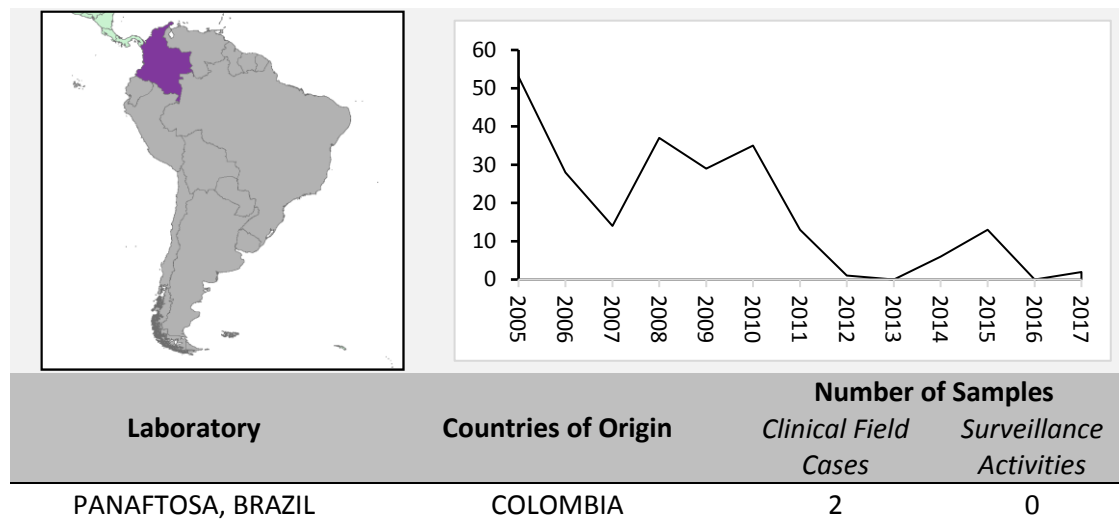 60
50
40
30
20
10
0
2005
2006
2007
2008
2009
2010
2011
2012
2013
2014
2015
2016
2017
Number of Samples
Laboratory
Countries of Origin
Clinical Field
Cases
Surveillance
Activities
PANAFTOSA, BRAZIL COLOMBIA 2 0